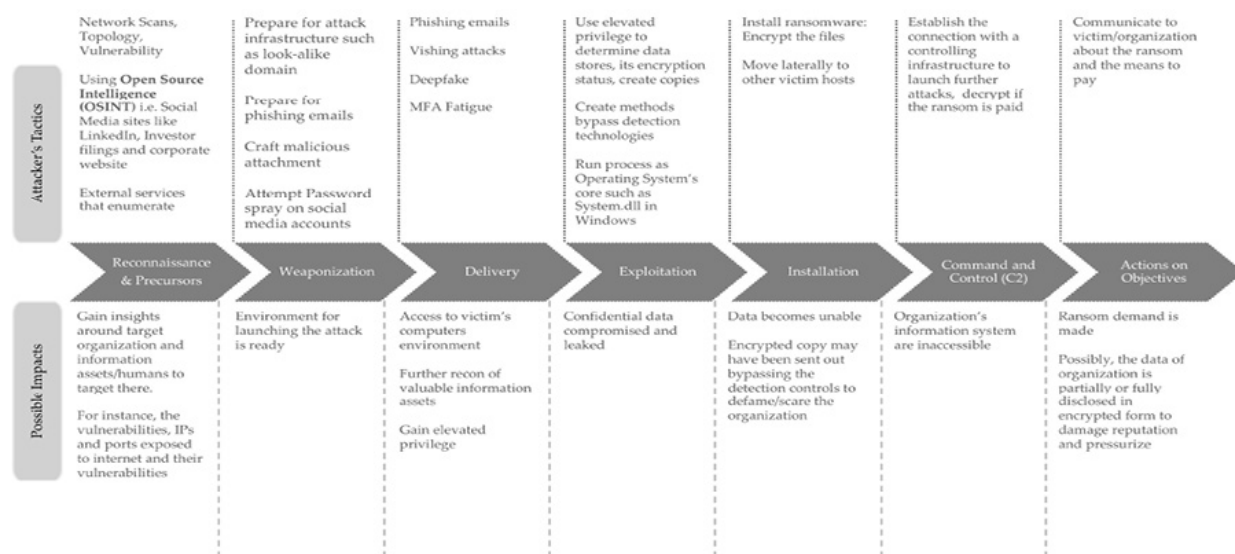 Attacker's Tactics
Network Scans,
Topology,
Vulnerability
Using Open Source
Intelligence
(OSINT) i.e. Social
Media sites like
LinkedIn, Investor
filings and corporate
website
External services
that enumerate
Prepare for attack
infrastructure such
as look-alike
domain
Prepare for
phishing emails
Craft malicious
attachment
Attempt Password
spray on social
media accounts
Phishing emails
Vishing attacks
Deepfake
MFA Fatigue
Use elevated
privilege to
determine data
stores, its encryption
status, create copies
Create methods
bypass detection
technologies
Run process as
Operating System's
core such as
System.dll in
Windows
Install ransomware:
Encrypt the files
Move laterally to
other victim hosts
Establish the
connection with a
controlling
infrastructure to
launch further
attacks, decrypt if
the ransom is paid
Communicate to
victim/organization
about the ransom
and the means to
pay
Reconnaissance
& Precursors
Weaponization
Delivery
Exploitation
Installation
Command and
Control (C2)
Actions on
Objectives
Possible Impacts
Gain insights
around target
organization and
information
assets/humans to
target there.
For instance, the
vulnerabilities, IPs
and ports exposed
to internet and their
vulnerabilities
Environment for
launching the attack
is ready
Access to victim's
computers
environment
Further recon of
valuable information
assets
Gain elevated
privilege
Confidential data
compromised and
leaked
Data becomes unable
Encrypted copy may
have been sent out
bypassing the
detection controls to
defame/scare the
organization
Organization's
information system
are inaccessible
Ransom demand is
made
Possibly, the data of
organization is
partially or fully
disclosed in
encrypted form to
damage reputation
and pressurize